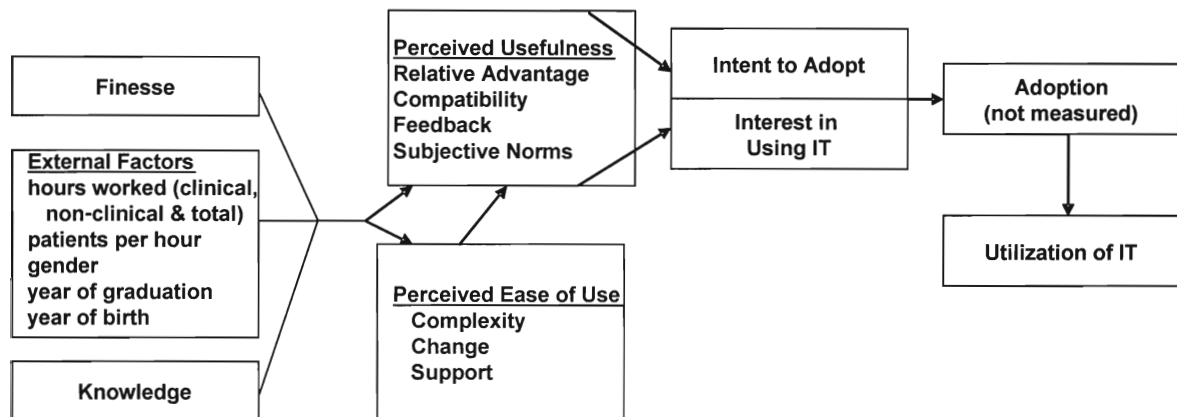 Finesse
External Factors
hours worked (clinical,
non-clinical & total)
patients per hour
gender
year of graduation
year of birth
Knowledge
Perceived Usefulness
Relative Advantage
Compatibility
Feedback
Subjective Norms
Perceived Ease of Use
Complexity
Change
Support
Intent to Adopt
Interest in
Using IT
Adoption
(not measured)
Utilization of IT